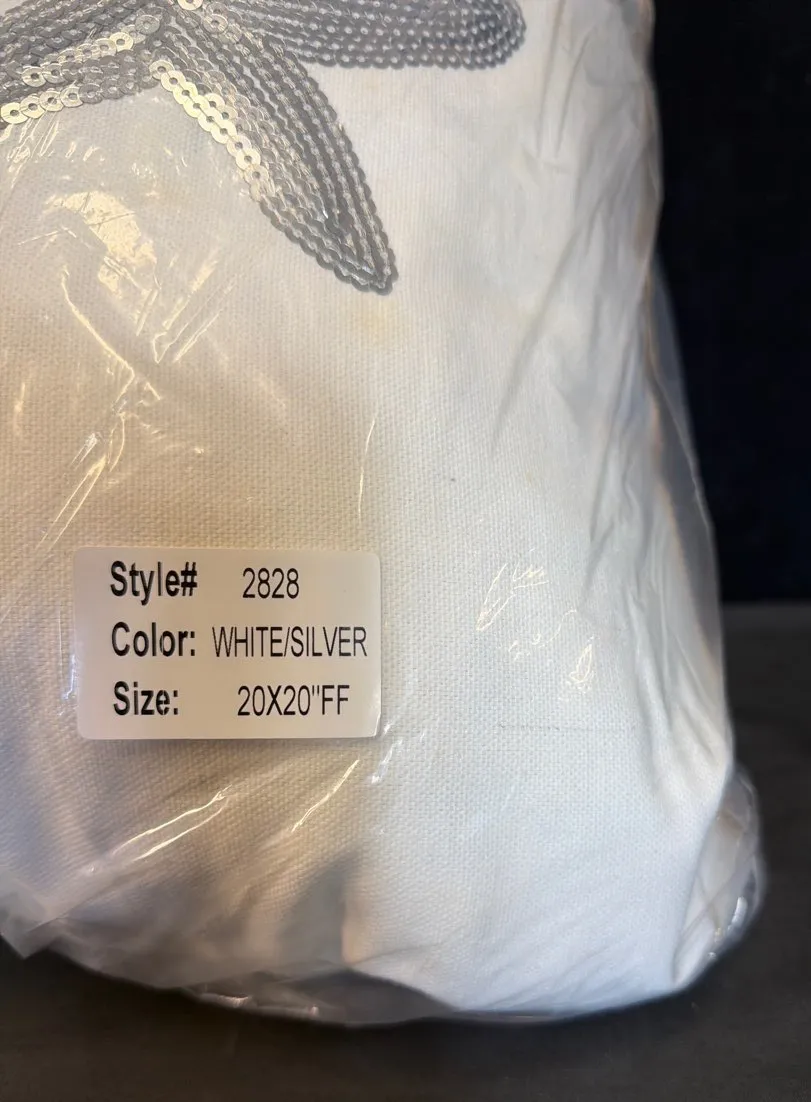 Style# 2828
Color: WHITE/SILVER
Size: 20X20"FF